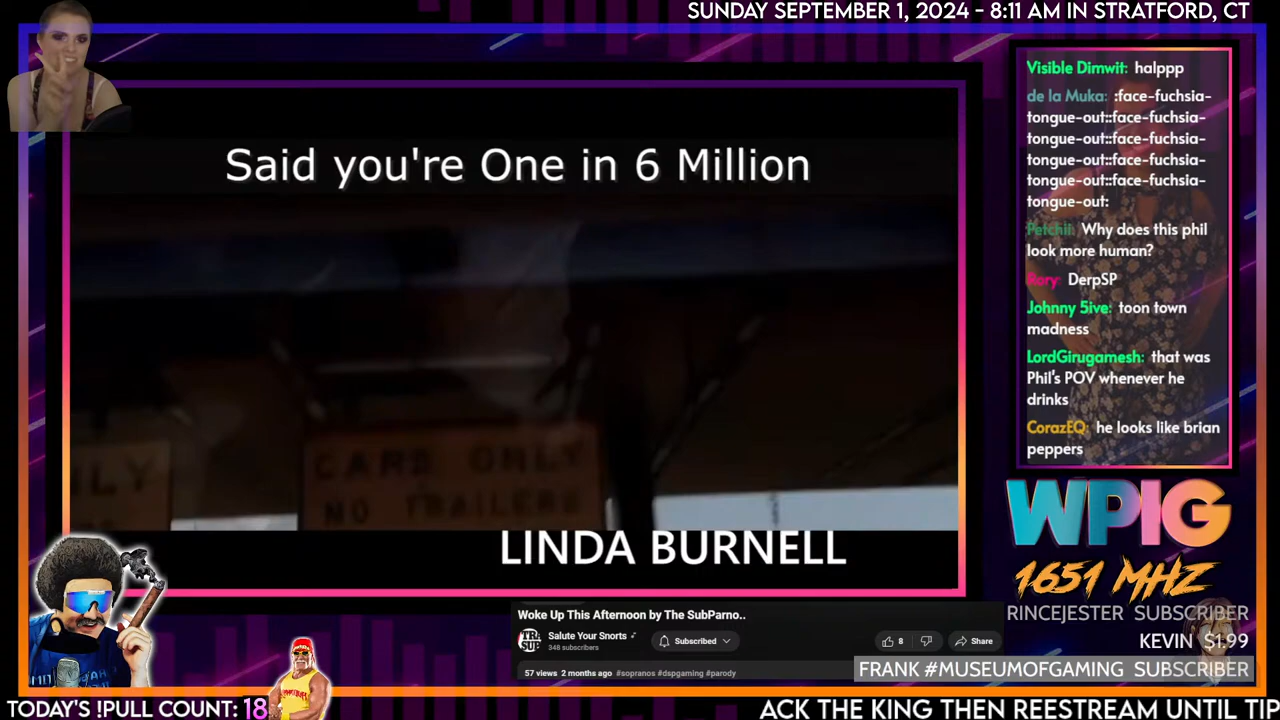 SUNDAY SEPTEMBER 1, 2024 - 8:11 AM IN STRATFORD, CT
Said you're One in 6 Million
NLY
CARS ONLY
NO TRAILERS
LINDA BURNELL
Visible Dimwit: halppp
de la Muka: :face-fuchsia-
tongue-out::face-fuchsia-
tongue-out::face-fuchsia-
tongue-out::face-fuchsia-
tongue-out::face-fuchsia-
tongue-out:
Petchii: Why does this phil
look more human?
Rory: DerpSP
Johnny 5ive: toon town
madness
LordGirugamesh: that was
Phil's POV whenever he
drinks
CorazEQ: he looks like brian
peppers
WPIG
1651 MHZ
RINCEJESTER SUBSCRIBER
KEVIN $1.99
FRANK #MUSEUMOFGAMING SUBSCRIBER
Woke Up This Afternoon by The SubParno..
Salute Your Snorts
348 subscribers
Subscribed
8
Share
57 views 2 months ago #sopranos #dspgaming #parody
TODAY'S !PULL COUNT: 18
ACK THE KING THEN REESTREAM UNTIL TIP